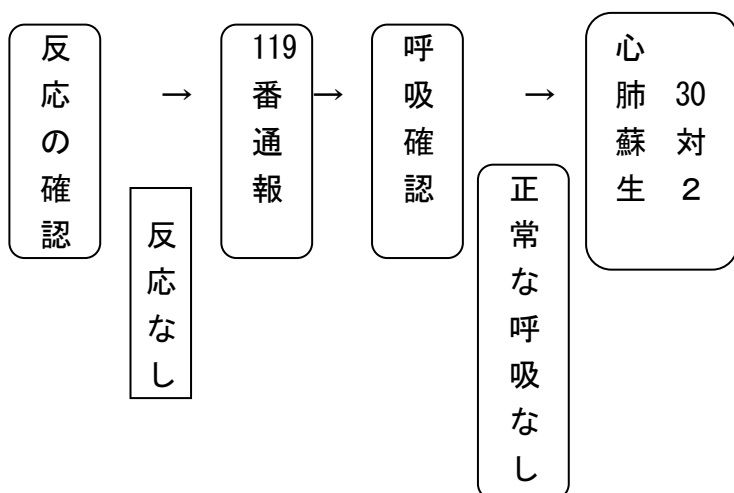 反応の確認
→
反応なし
119番通報
→
呼吸確認
→
正常な呼吸なし
心肺蘇生
30対2